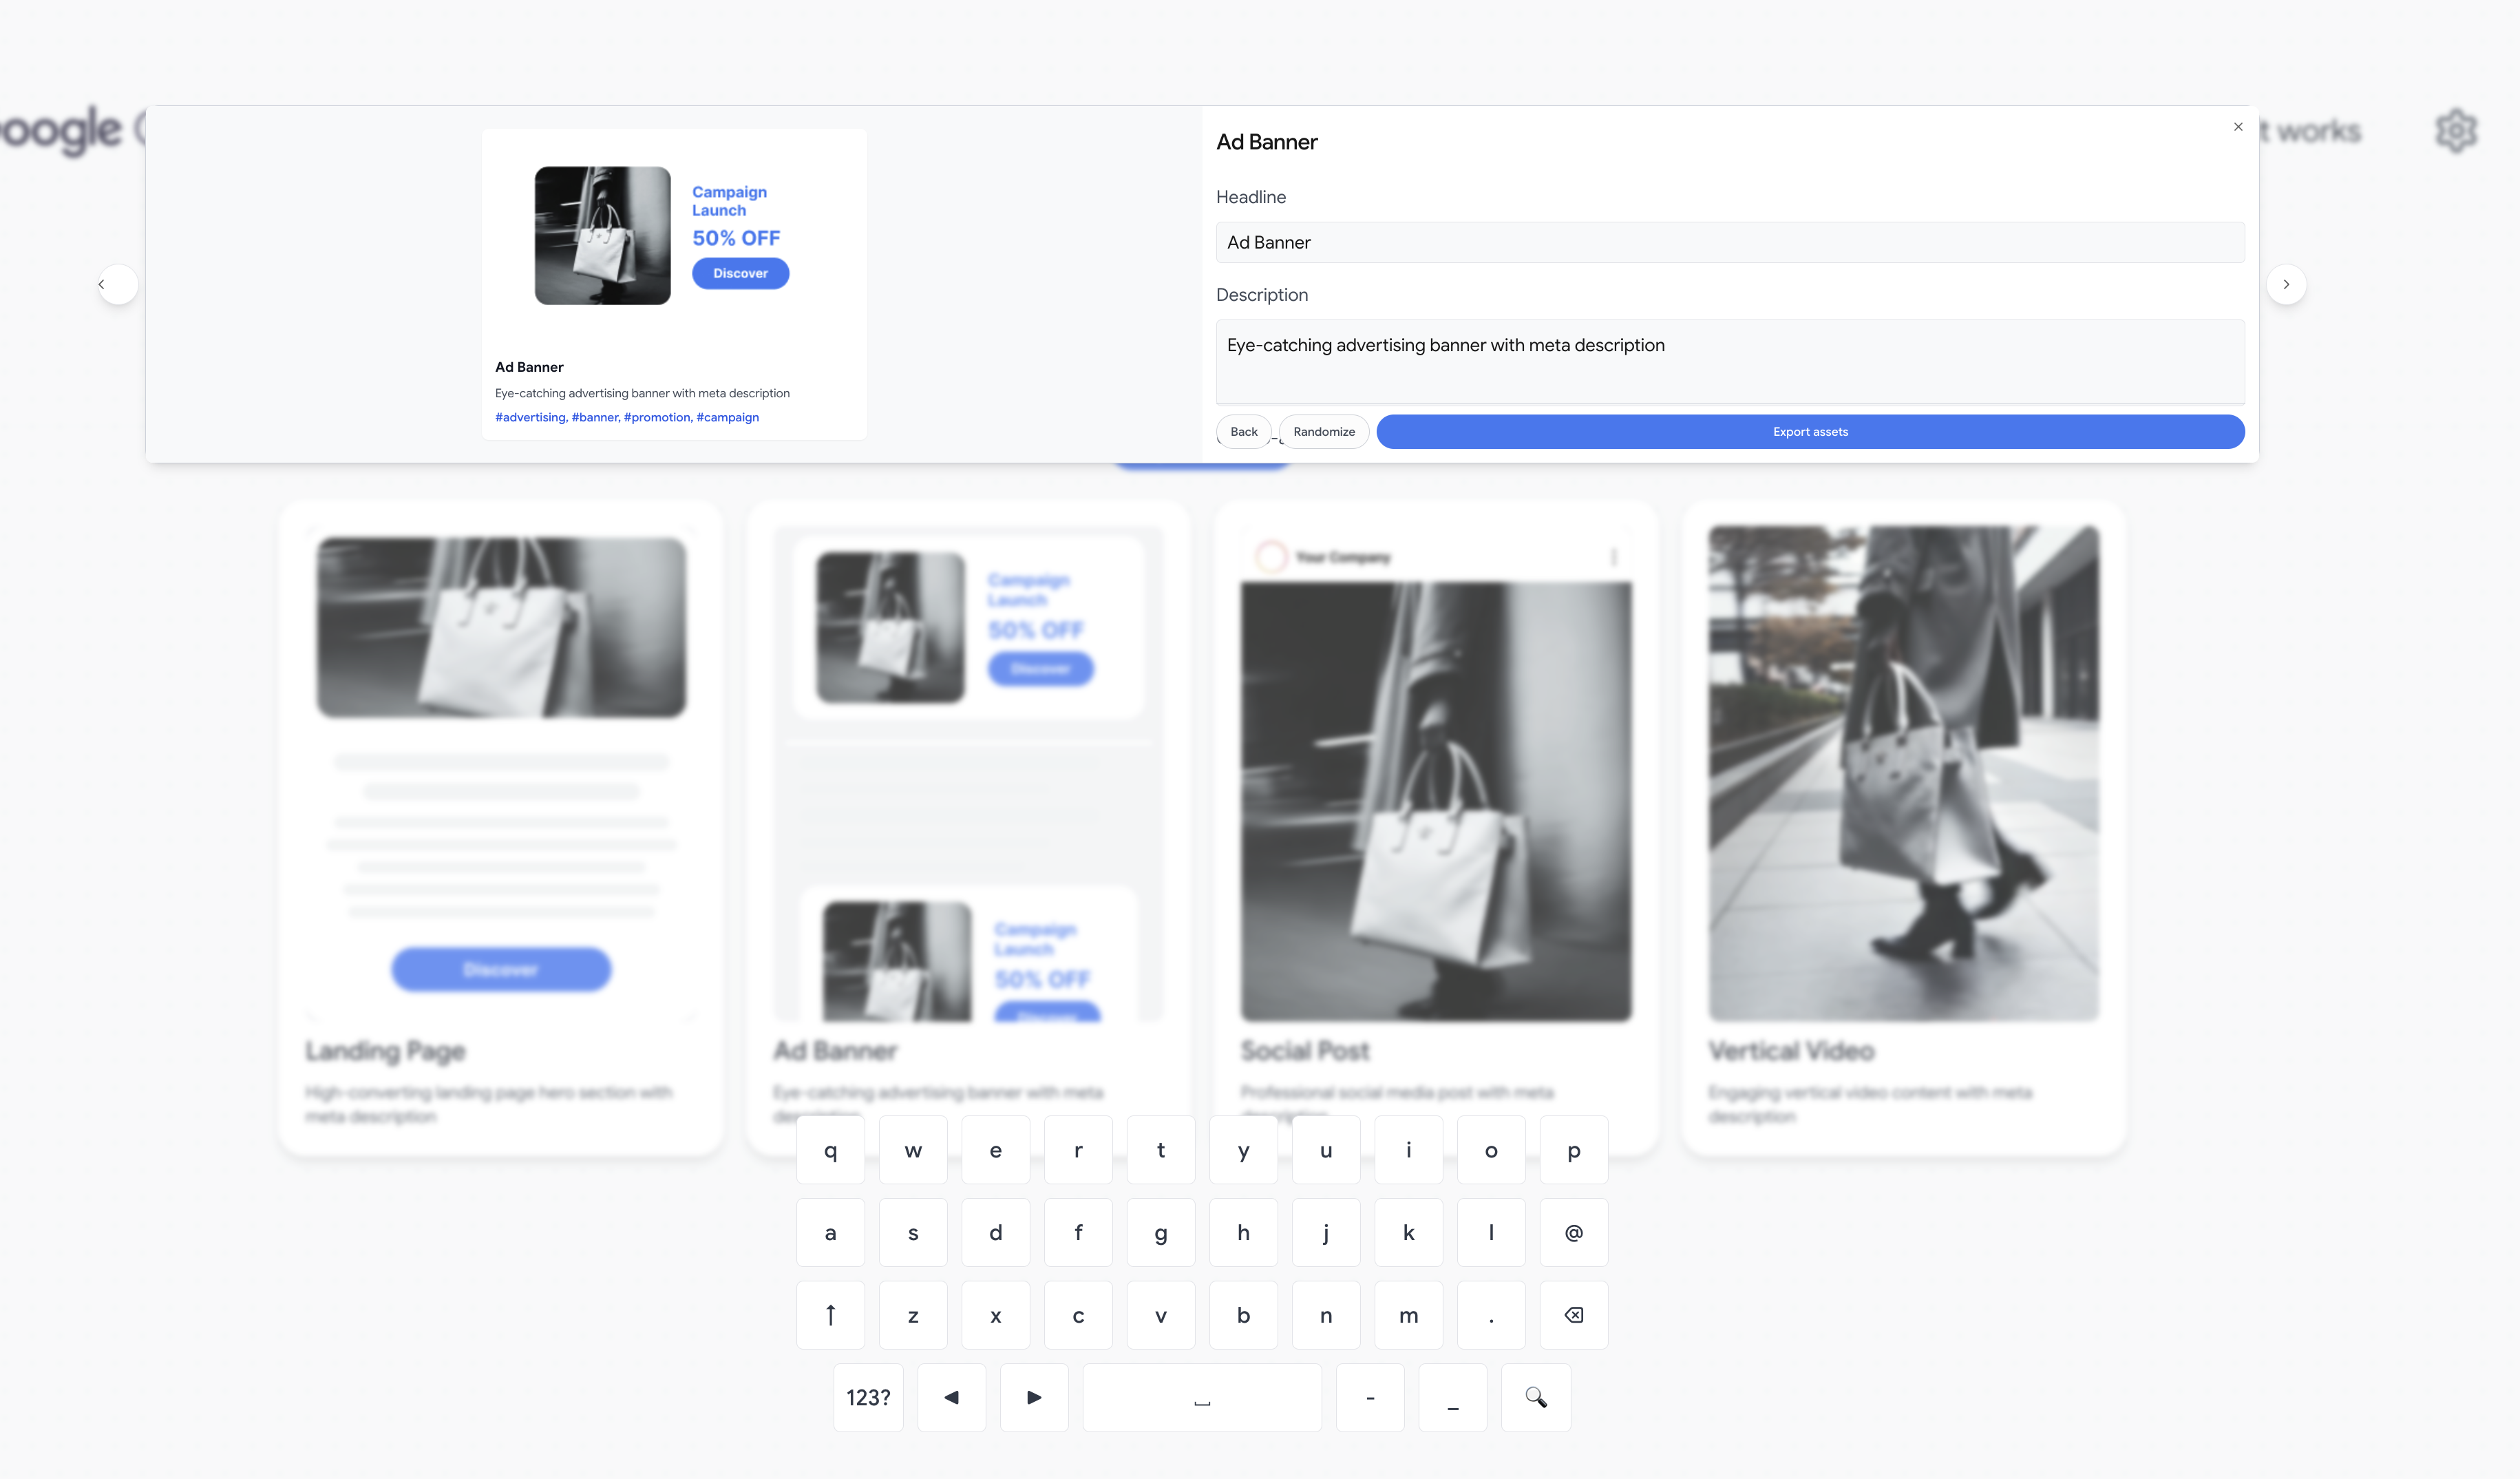 oogle
t works
Campaign
Launch
50% OFF
Discover
Ad Banner
Eye-catching advertising banner with meta description
#advertising, #banner, #promotion, #campaign
Ad Banner
Headline
Ad Banner
Description
Eye-catching advertising banner with meta description
Back
Randomize
Export assets
Discover
Landing Page
High-converting landing page hero section with
meta description
Campaign
Launch
50% OFF
Discover
Campaign
Launch
50% OFF
Discover
Ad Banner
Eye-catching advertising banner with meta
description
Your Company
Social Post
Professional social media post with meta
description
Vertical Video
Engaging vertical video content with meta
description
q w e r t y u i o p
a s d f g h j k l @
↑ z x c v b n m .
123? ◀ ▶ - _